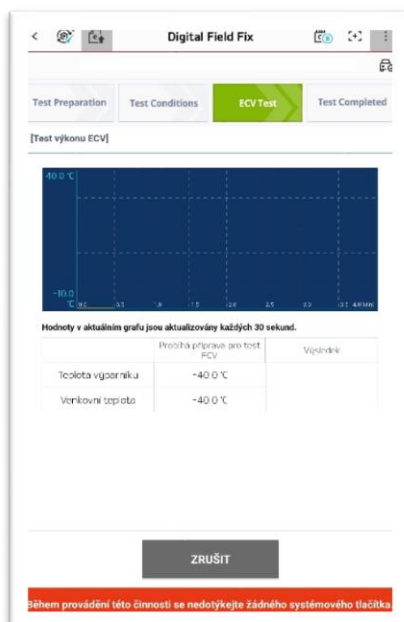 Digital Field Fix
Test Preparation
Test Conditions
ECV Test
Test Completed
[Test výkonu ECV]
40.0 ℃
-10.0
℃
Hodnoty v aktuálním grafu jsou aktualizovány každých 30 sekund.
Probíhá příprava pro test
ECV
Výsledek
Teplota výparníku
-40.0 ℃
Venkovní teplota
-40.0 ℃
ZRUŠIT
Během provádění této činnosti se nedotýkejte žádného systémového tlačítka.